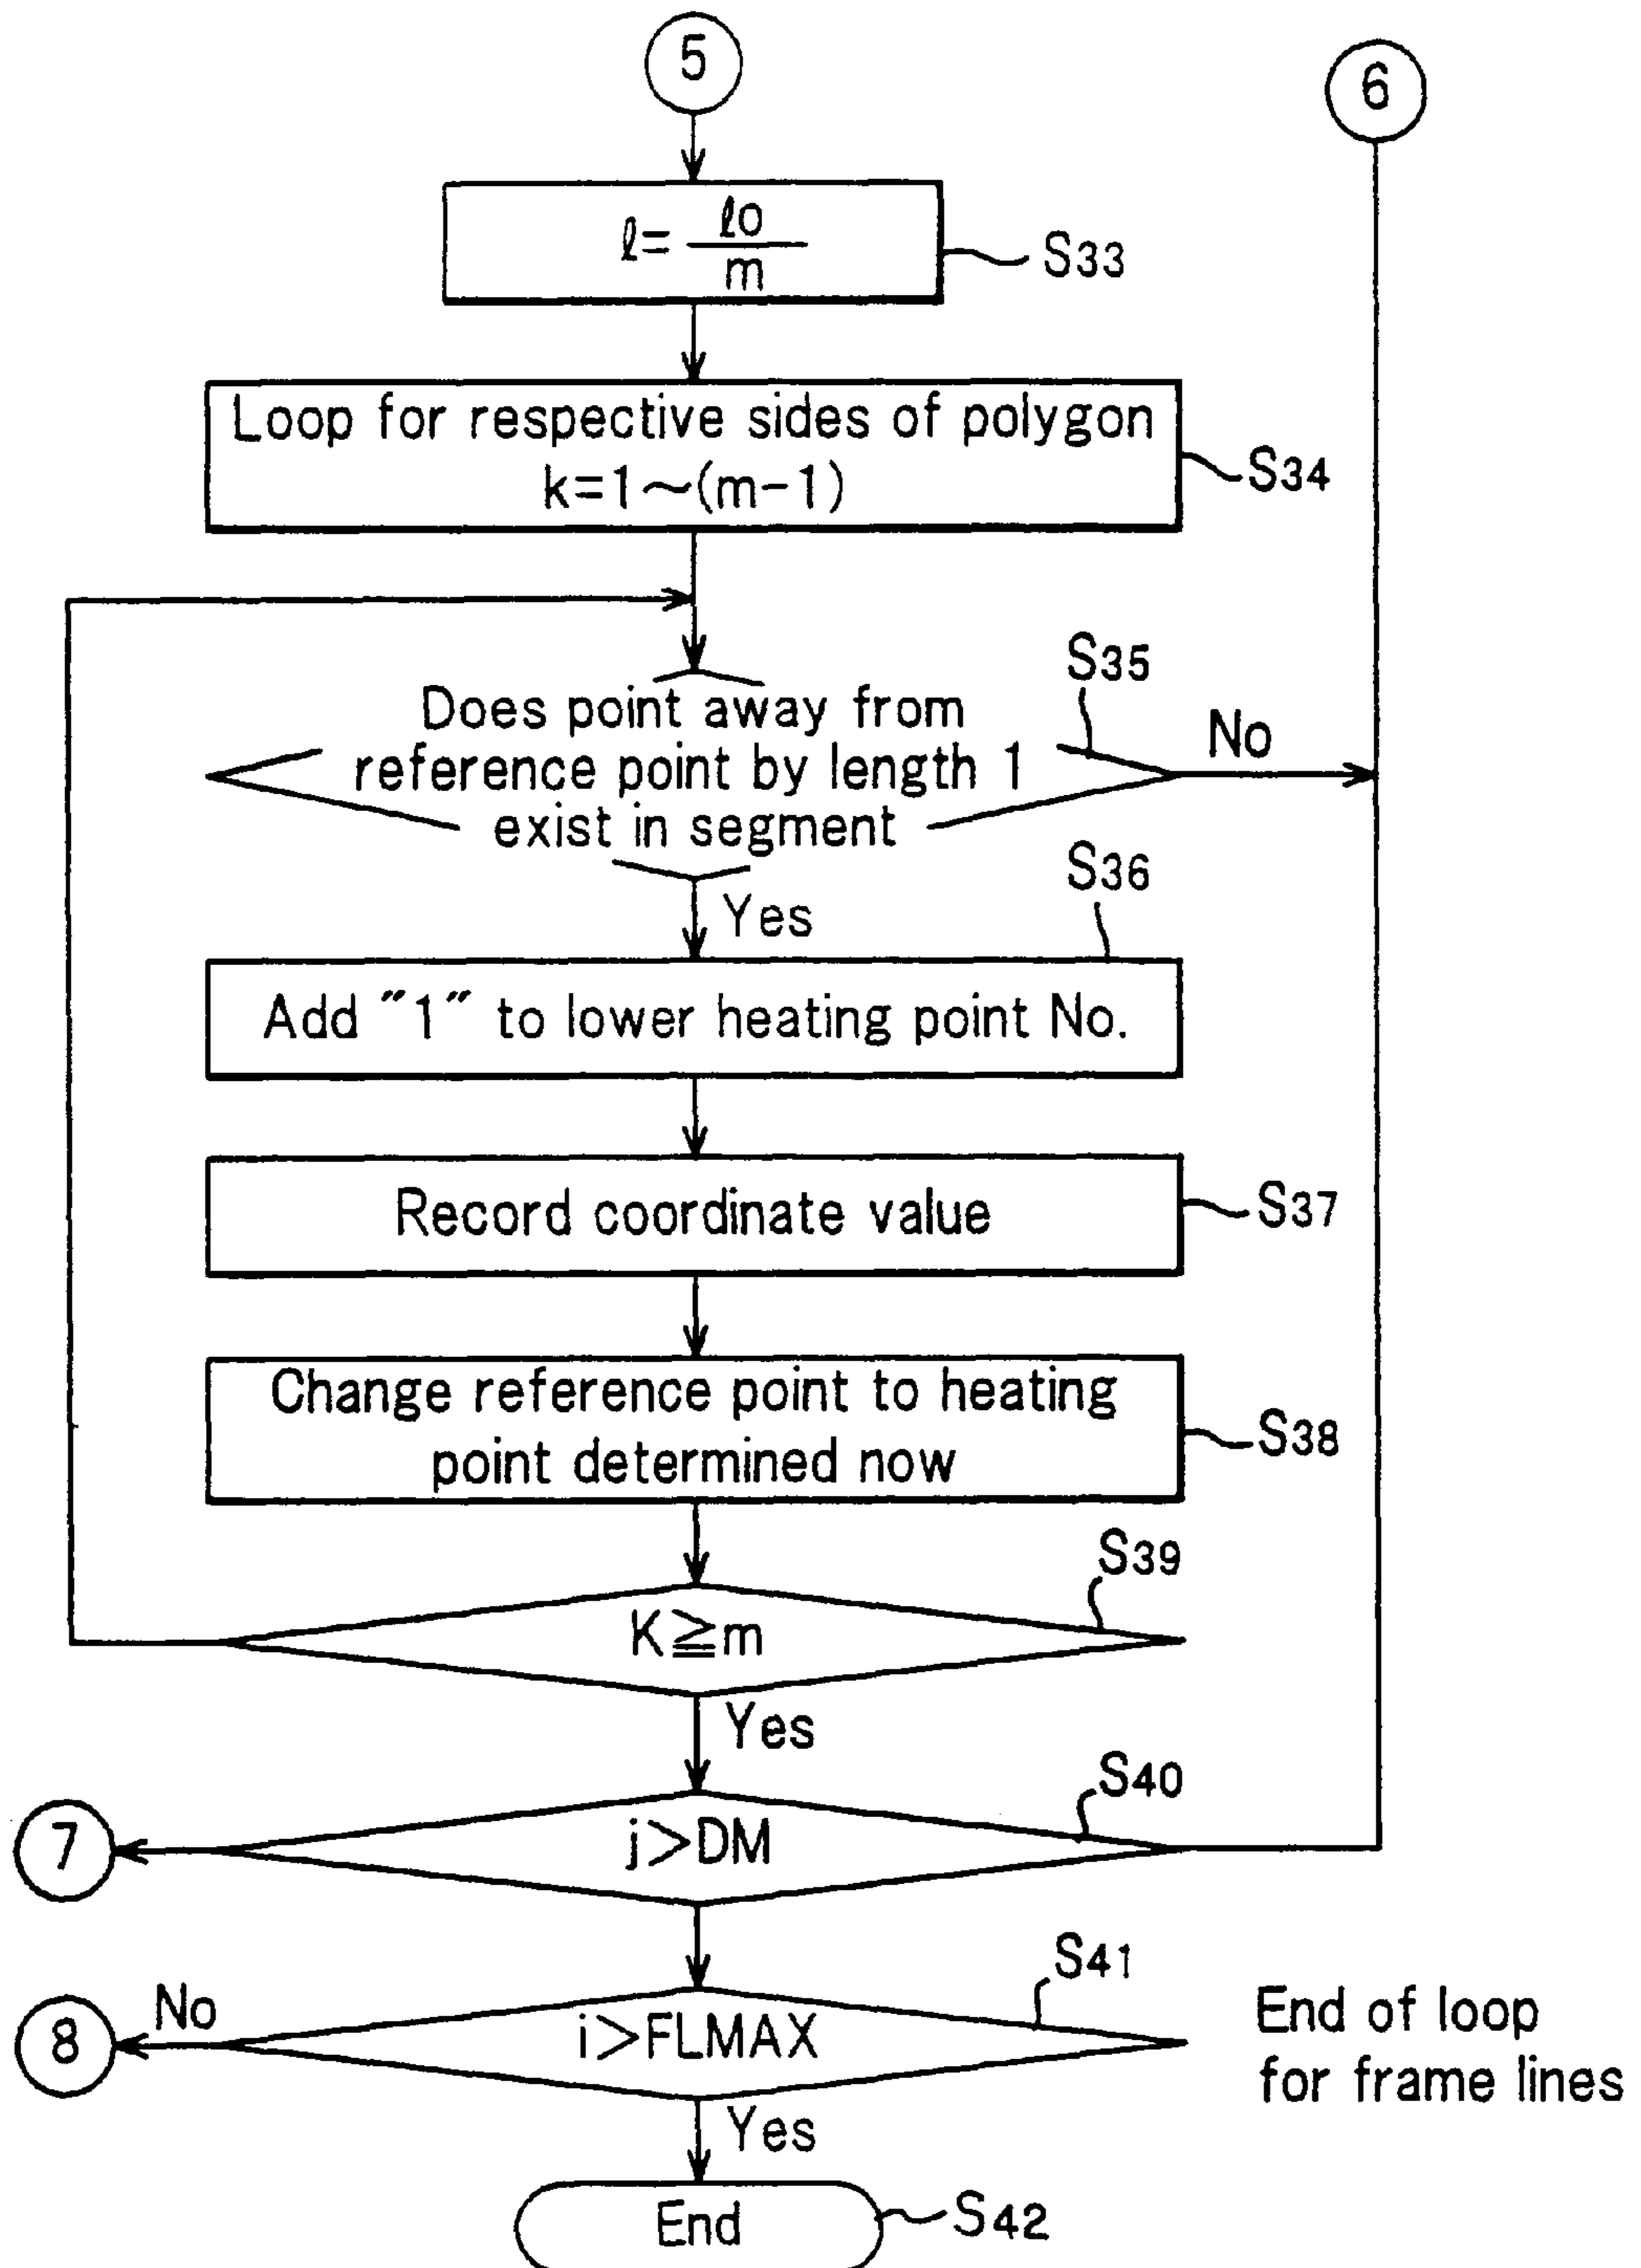 5
6
ℓ= ℓo
m
S33
Loop for respective sides of polygon
k=1~(m-1)
S34
S35
Does point away from
reference point by length 1
exist in segment
No
Yes
S36
Add "1" to lower heating point No.
Record coordinate value
S37
Change reference point to heating
point determined now
S38
S39
K≧m
Yes
S40
7
j>DM
S41
No
8
i>FLMAX
End of loop
for frame lines
Yes
End
S42